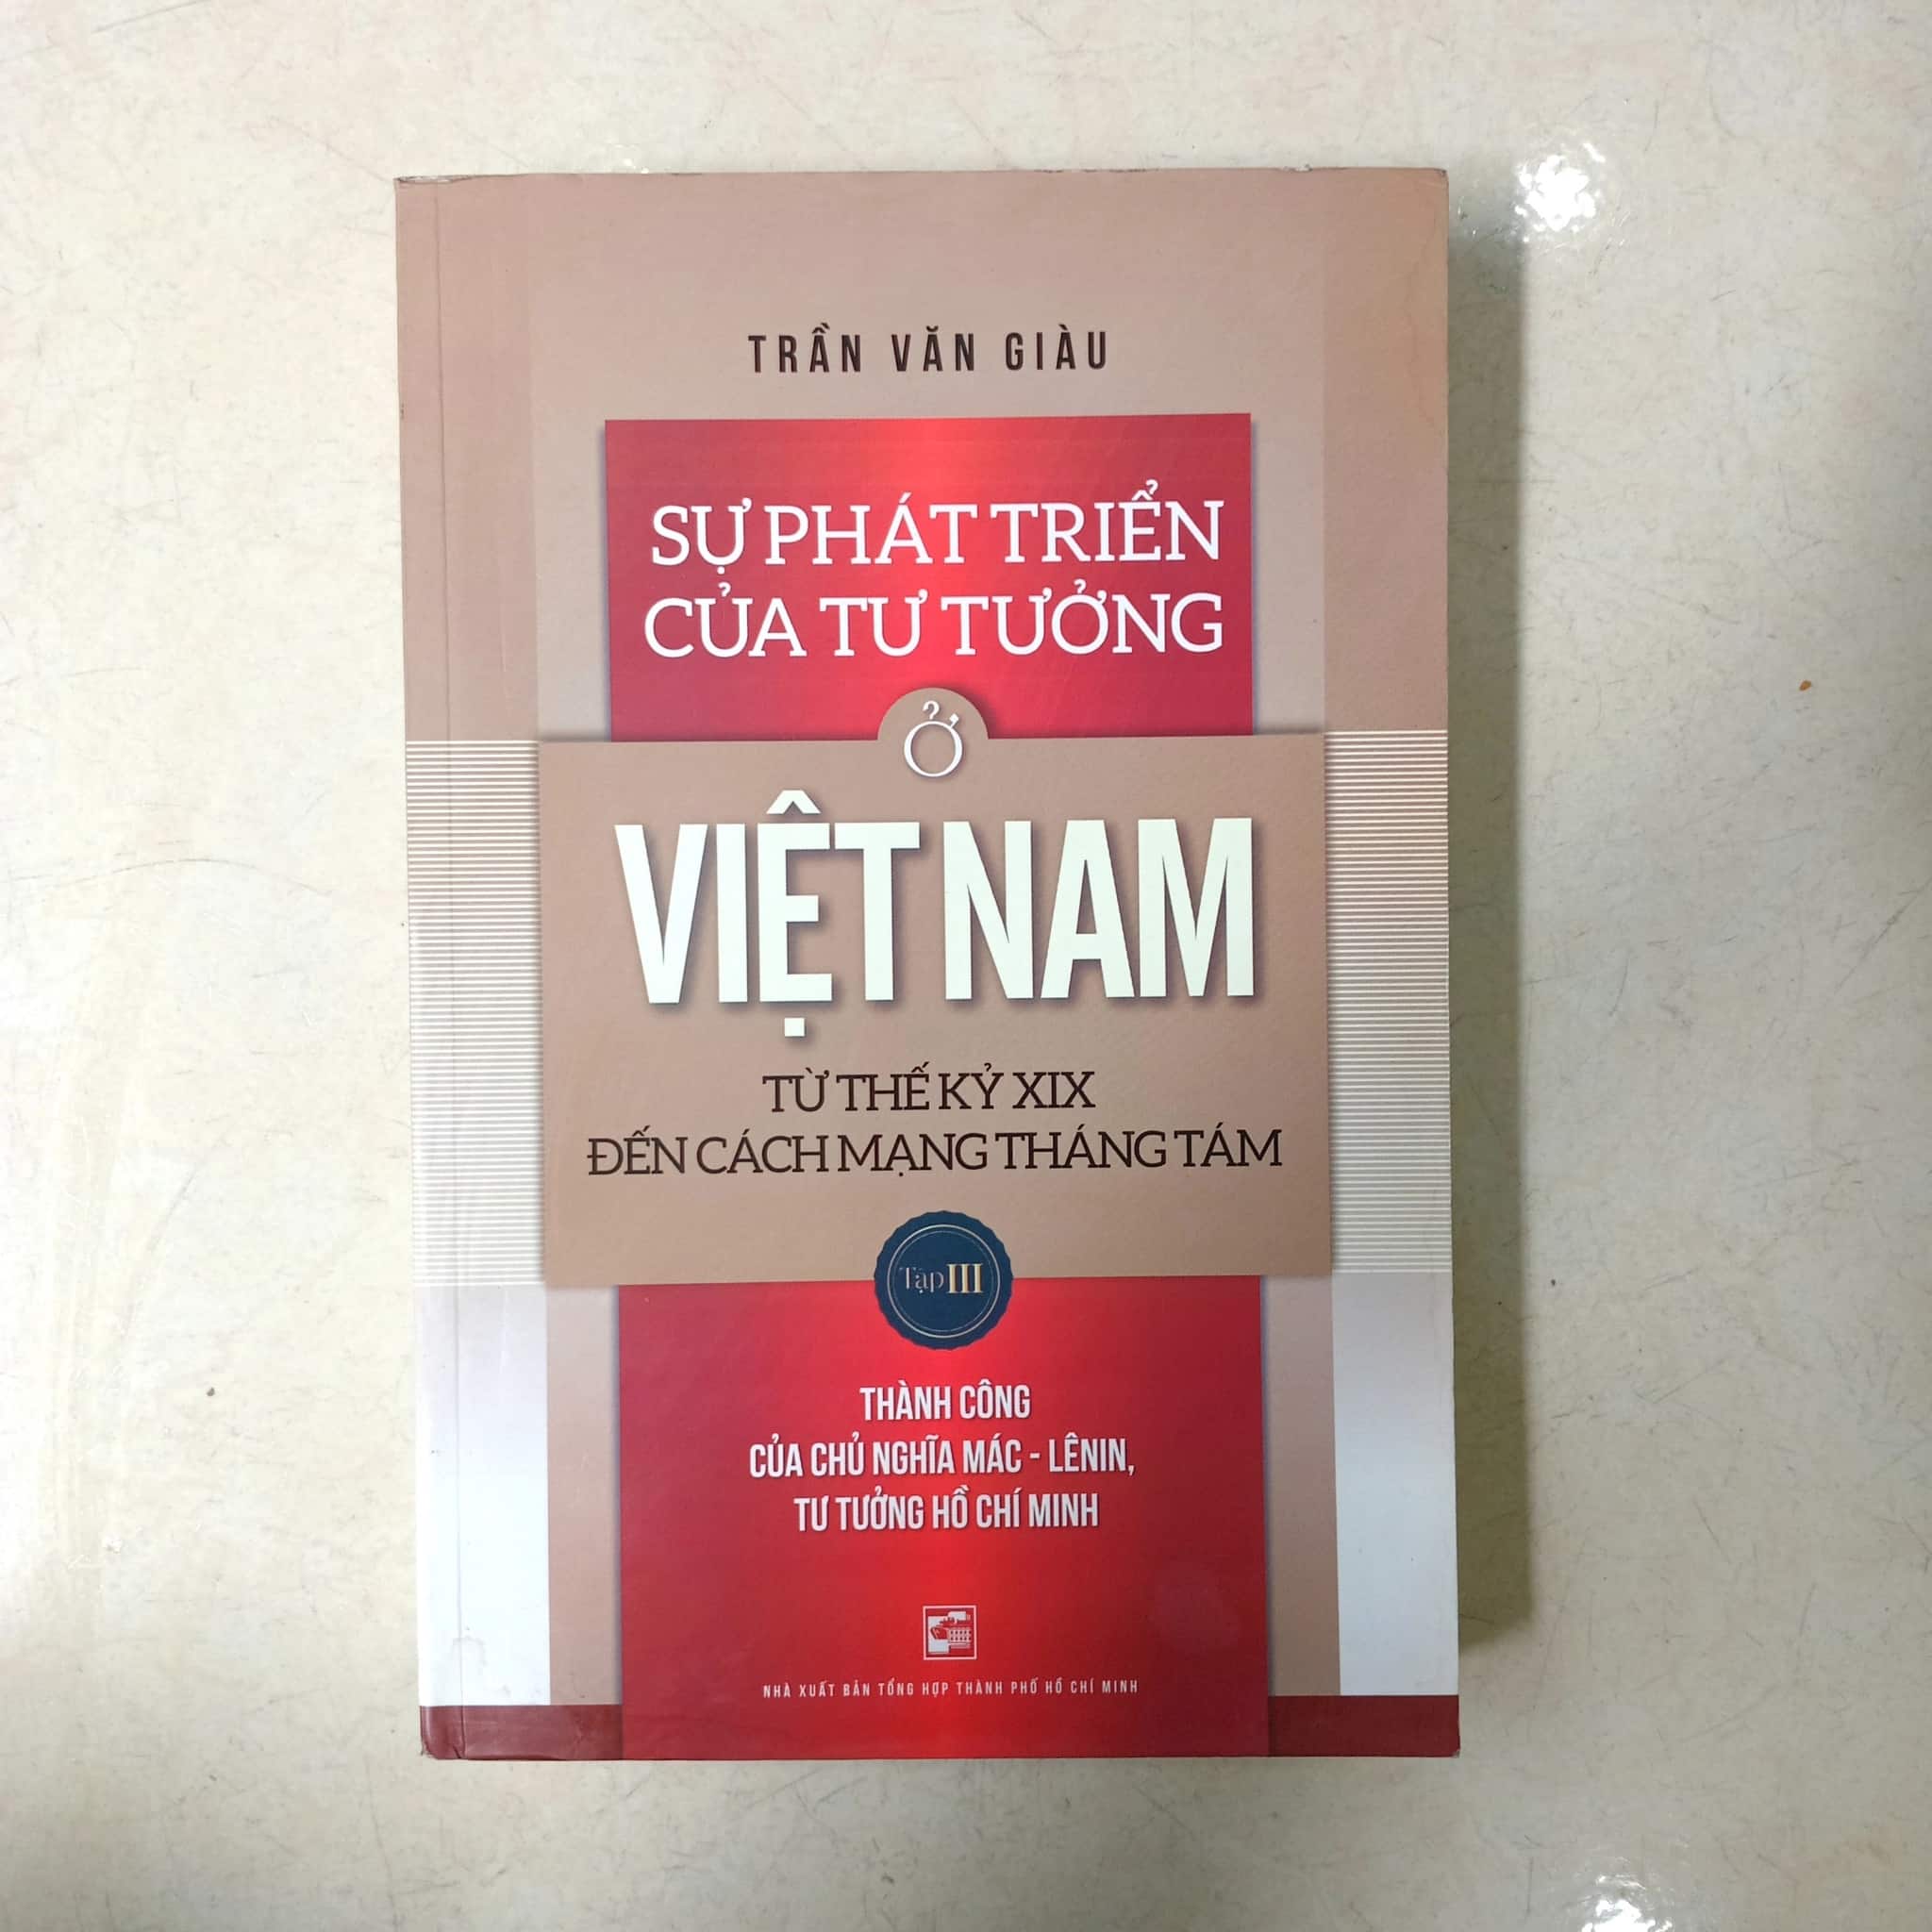 TRẦN VĂN GIÀU
SỰ PHÁT TRIỂN
CỦA TƯ TƯỞNG
Ở
VIỆT NAM
TỪ THẾ KỶ XIX
ĐẾN CÁCH MẠNG THÁNG TÁM
Tập III
THÀNH CÔNG
CỦA CHỦ NGHĨA MÁC - LÊNIN,
TƯ TƯỞNG HỒ CHÍ MINH
NHÀ XUẤT BẢN TỔNG HỢP THÀNH PHỐ HỒ CHÍ MINH